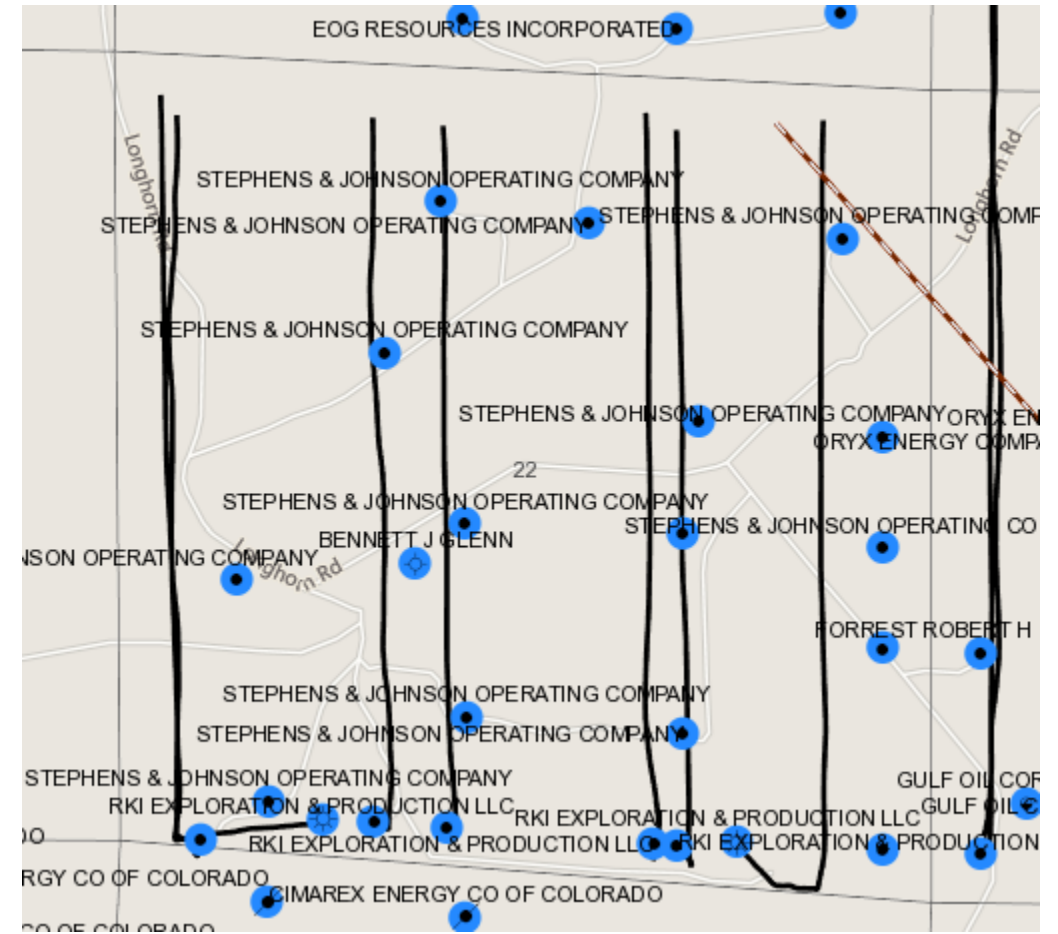 EOG RESOURCES INCORPORATED
Longhorn Rd
Longhorn Rd
STEPHENS & JOHNSON OPERATING COMPANY
STEPHENS & JOHNSON OPERATING COMPANY
STEPHENS & JOHNSON OPERATING COMP
STEPHENS & JOHNSON OPERATING COMPANY
STEPHENS & JOHNSON OPERATING COMPANY
ORYX EN
ORYX ENERGY COMPA
22
STEPHENS & JOHNSON OPERATING COMPANY
STEPHENS & JOHNSON OPERATING CO
BENNETT J GLENN
NSON OPERATING COMPANY
Longhorn Rd
FORREST ROBERT H
STEPHENS & JOHNSON OPERATING COMPANY
STEPHENS & JOHNSON OPERATING COMPANY
STEPHENS & JOHNSON OPERATING COMPANY
GULF OIL COR
RKI EXPLORATION & PRODUCTION LLC
GULF OIL C
RKI EXPLORATION & PRODUCTION LLC
DO
RKI EXPLORATION & PRODUCTION LLC
RKI EXPLORATION & PRODUCTION
RGY CO OF COLORADO
CIMAREX ENERGY CO OF COLORADO
CO OF COLORADO